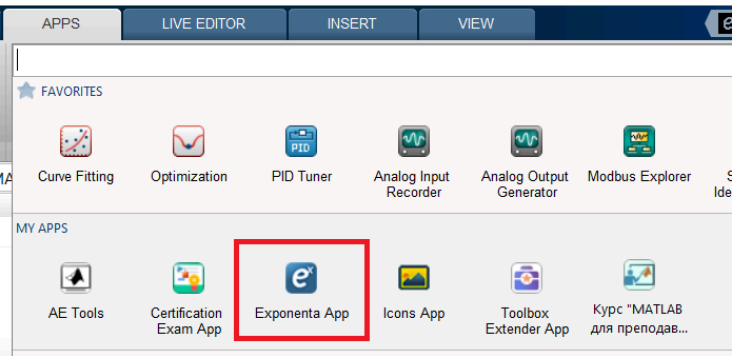 APPS LIVE EDITOR INSERT VIEW
FAVORITES
PID
Curve Fitting Optimization PID Tuner Analog Input Analog Output Modbus Explorer
Recorder Generator
MY APPS
eˣ
AE Tools Certification Exponenta App Icons App Toolbox Курс "MATLAB
Exam App Extender App для преподав...